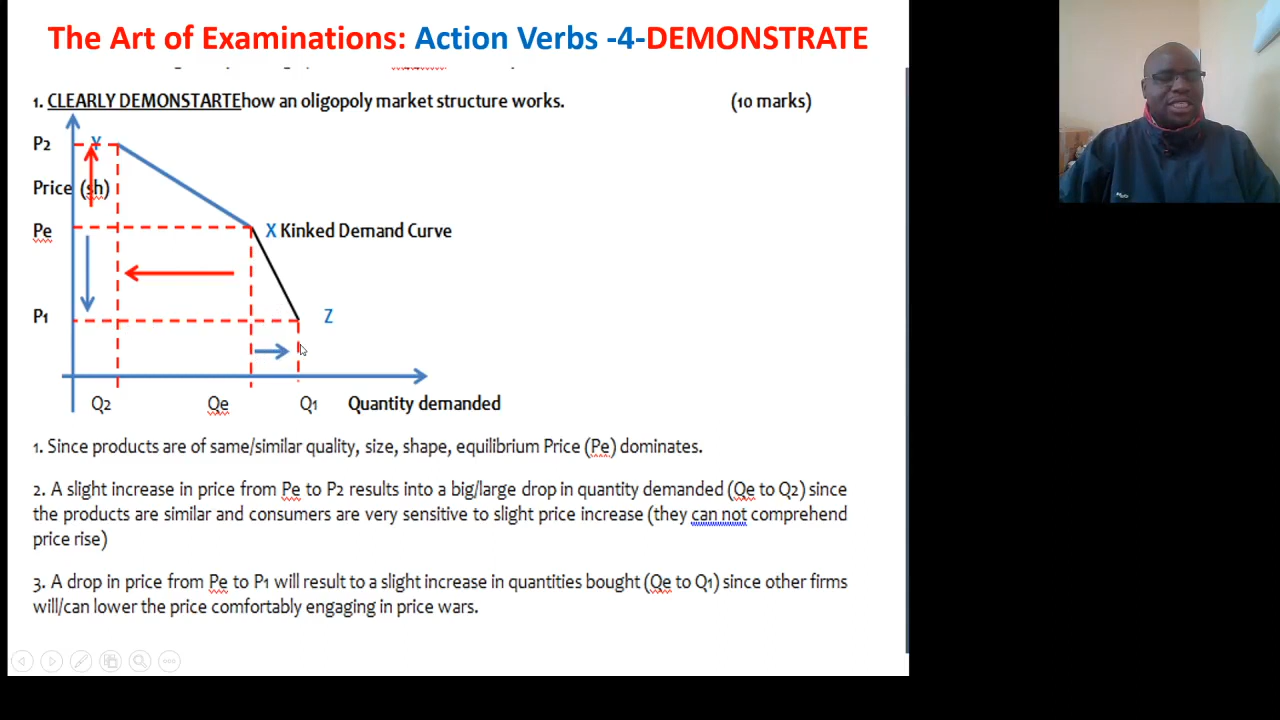 The Art of Examinations: Action Verbs -4-DEMONSTRATE
1. CLEARLY DEMONSTARTEhow an oligopoly market structure works. (10 marks)
P2 Y
Price (sh)
Pe X Kinked Demand Curve
P1 Z
Q2 Qe Q1 Quantity demanded
1. Since products are of same/similar quality, size, shape, equilibrium Price (Pe) dominates.
2. A slight increase in price from Pe to P2 results into a big/large drop in quantity demanded (Qe to Q2) since
the products are similar and consumers are very sensitive to slight price increase (they can not comprehend
price rise)
3. A drop in price from Pe to P1 will result to a slight increase in quantities bought (Qe to Q1) since other firms
will/can lower the price comfortably engaging in price wars.